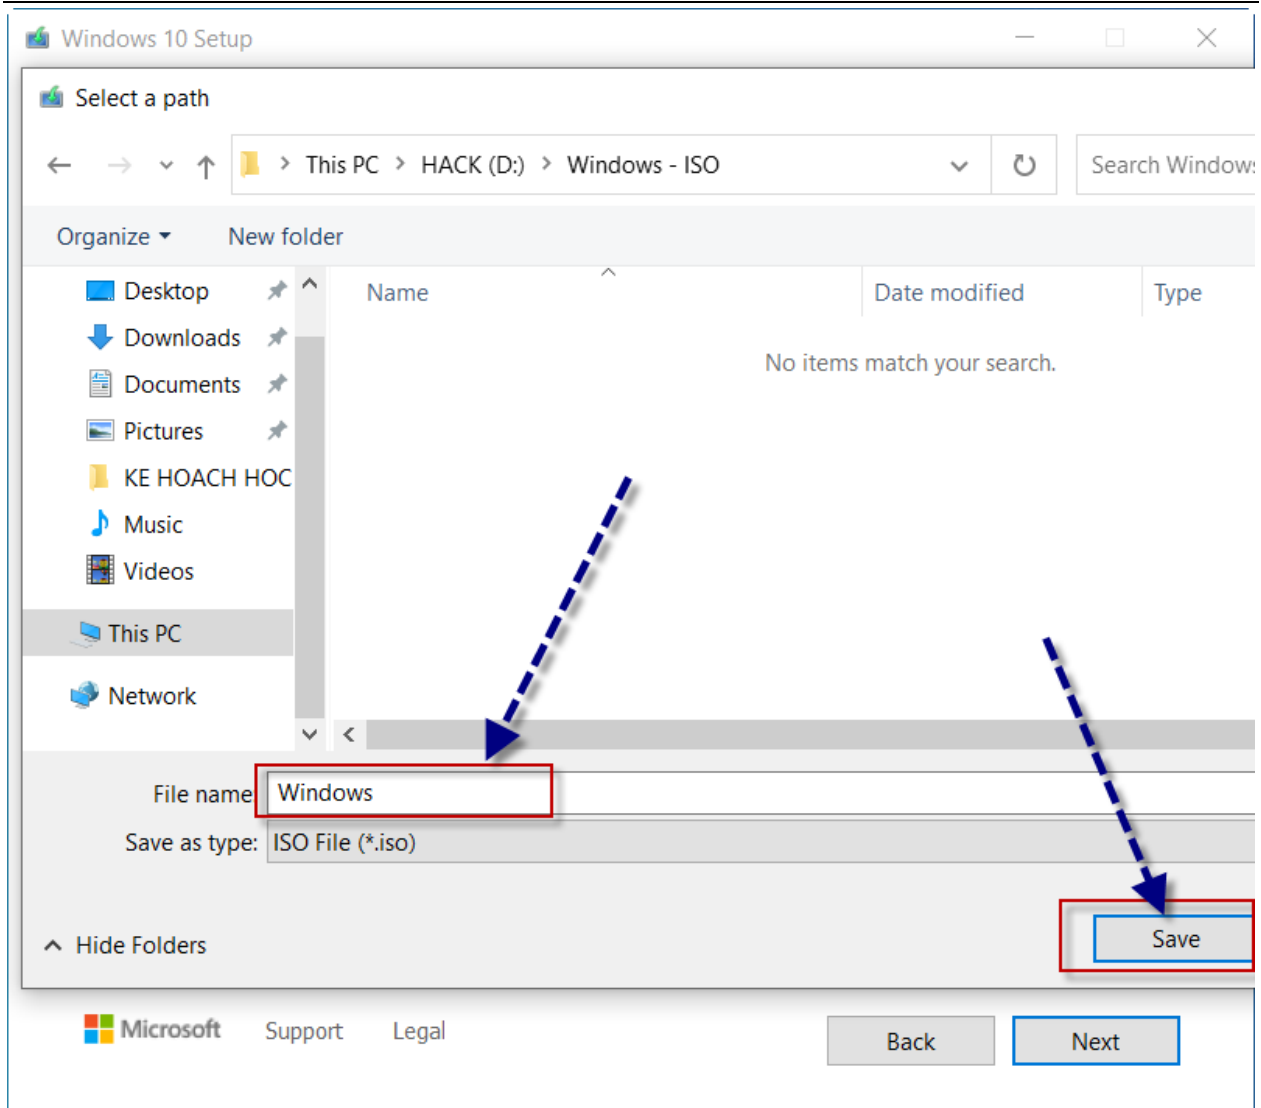 Windows 10 Setup
Select a path
This PC > HACK (D:) > Windows - ISO
Search Windows
Organize
New folder
Name
Date modified
Type
No items match your search.
Desktop
Downloads
Documents
Pictures
KE HOACH HOC
Music
Videos
This PC
Network
File name
Windows
Save as type:
ISO File (*.iso)
Hide Folders
Save
Microsoft
Support
Legal
Back
Next